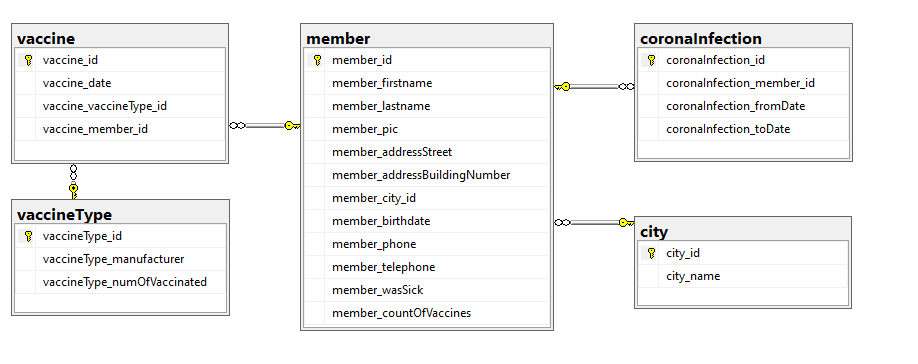 vaccine
vaccine_id
vaccine_date
vaccine_vaccineType_id
vaccine_member_id
vaccineType
vaccineType_id
vaccineType_manufacturer
vaccineType_numOfVaccinated
member
member_id
member_firstname
member_lastname
member_pic
member_addressStreet
member_addressBuildingNumber
member_city_id
member_birthdate
member_phone
member_telephone
member_wasSick
member_countOfVaccines
coronaInfection
coronaInfection_id
coronaInfection_member_id
coronaInfection_fromDate
coronaInfection_toDate
city
city_id
city_name